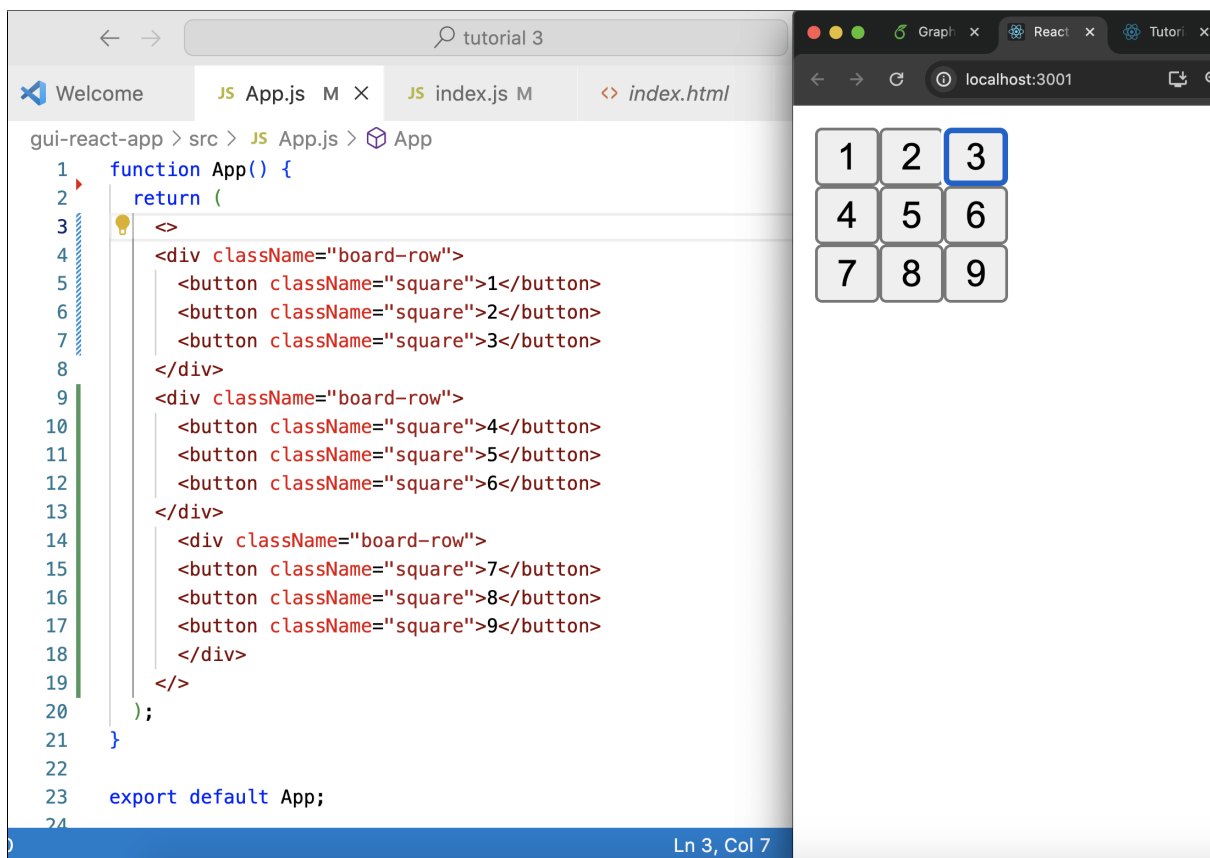 tutorial 3
Welcome
JS App.js M
JS index.js M
<> index.html
gui-react-app > src > JS App.js > App
1 function App() {
2   return (
3     <>
4     <div className="board-row">
5       <button className="square">1</button>
6       <button className="square">2</button>
7       <button className="square">3</button>
8     </div>
9     <div className="board-row">
10       <button className="square">4</button>
11       <button className="square">5</button>
12       <button className="square">6</button>
13     </div>
14       <div className="board-row">
15       <button className="square">7</button>
16       <button className="square">8</button>
17       <button className="square">9</button>
18       </div>
19     </>
20   );
21 }
22
23 export default App;
24
Ln 3, Col 7
Graph
React
Tutori
localhost:3001
1 2 3
4 5 6
7 8 9